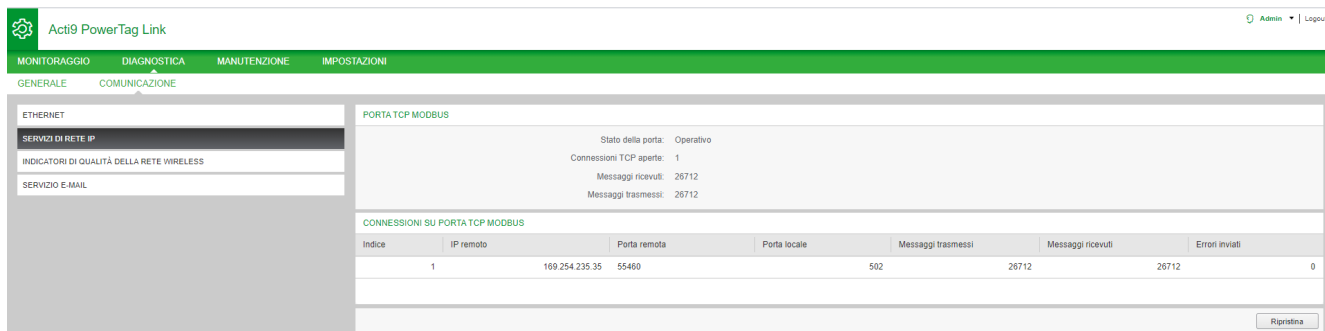 Acti9 PowerTag Link
Admin | Logou
MONITORAGGIO DIAGNOSTICA MANUTENZIONE IMPOSTAZIONI
GENERALE COMUNICAZIONE
ETHERNET
SERVIZI DI RETE IP
INDICATORI DI QUALITÀ DELLA RETE WIRELESS
SERVIZIO E-MAIL
PORTA TCP MODBUS
Stato della porta: Operativo
Connessioni TCP aperte: 1
Messaggi ricevuti: 26712
Messaggi trasmessi: 26712
CONNESSIONI SU PORTA TCP MODBUS
Indice IP remoto Porta remota Porta locale Messaggi trasmessi Messaggi ricevuti Errori inviati
1 169.254.235.35 55460 502 26712 26712 0
Ripristina